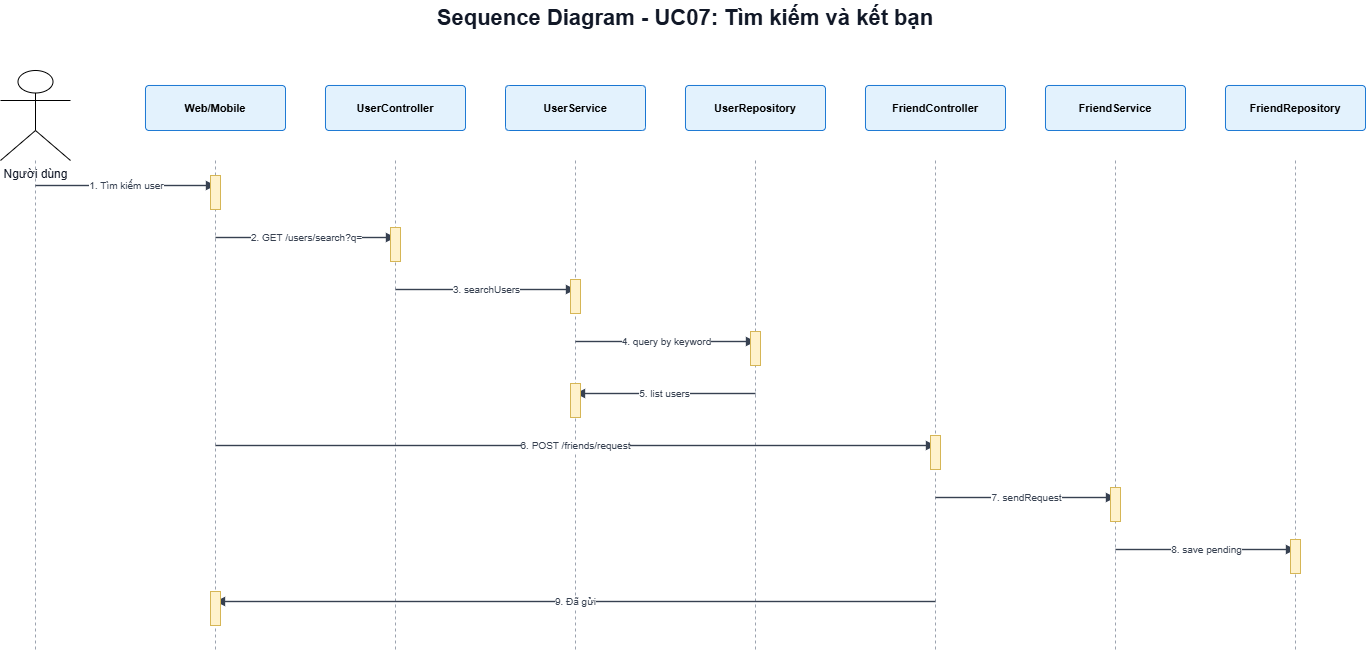 Sequence Diagram - UC07: Tìm kiếm và kết bạn
Người dùng
Web/Mobile
UserController
UserService
UserRepository
FriendController
FriendService
FriendRepository
1. Tìm kiếm user
2. GET /users/search?q=
3. searchUsers
4. query by keyword
5. list users
6. POST /friends/request
7. sendRequest
8. save pending
9. Đã gửi